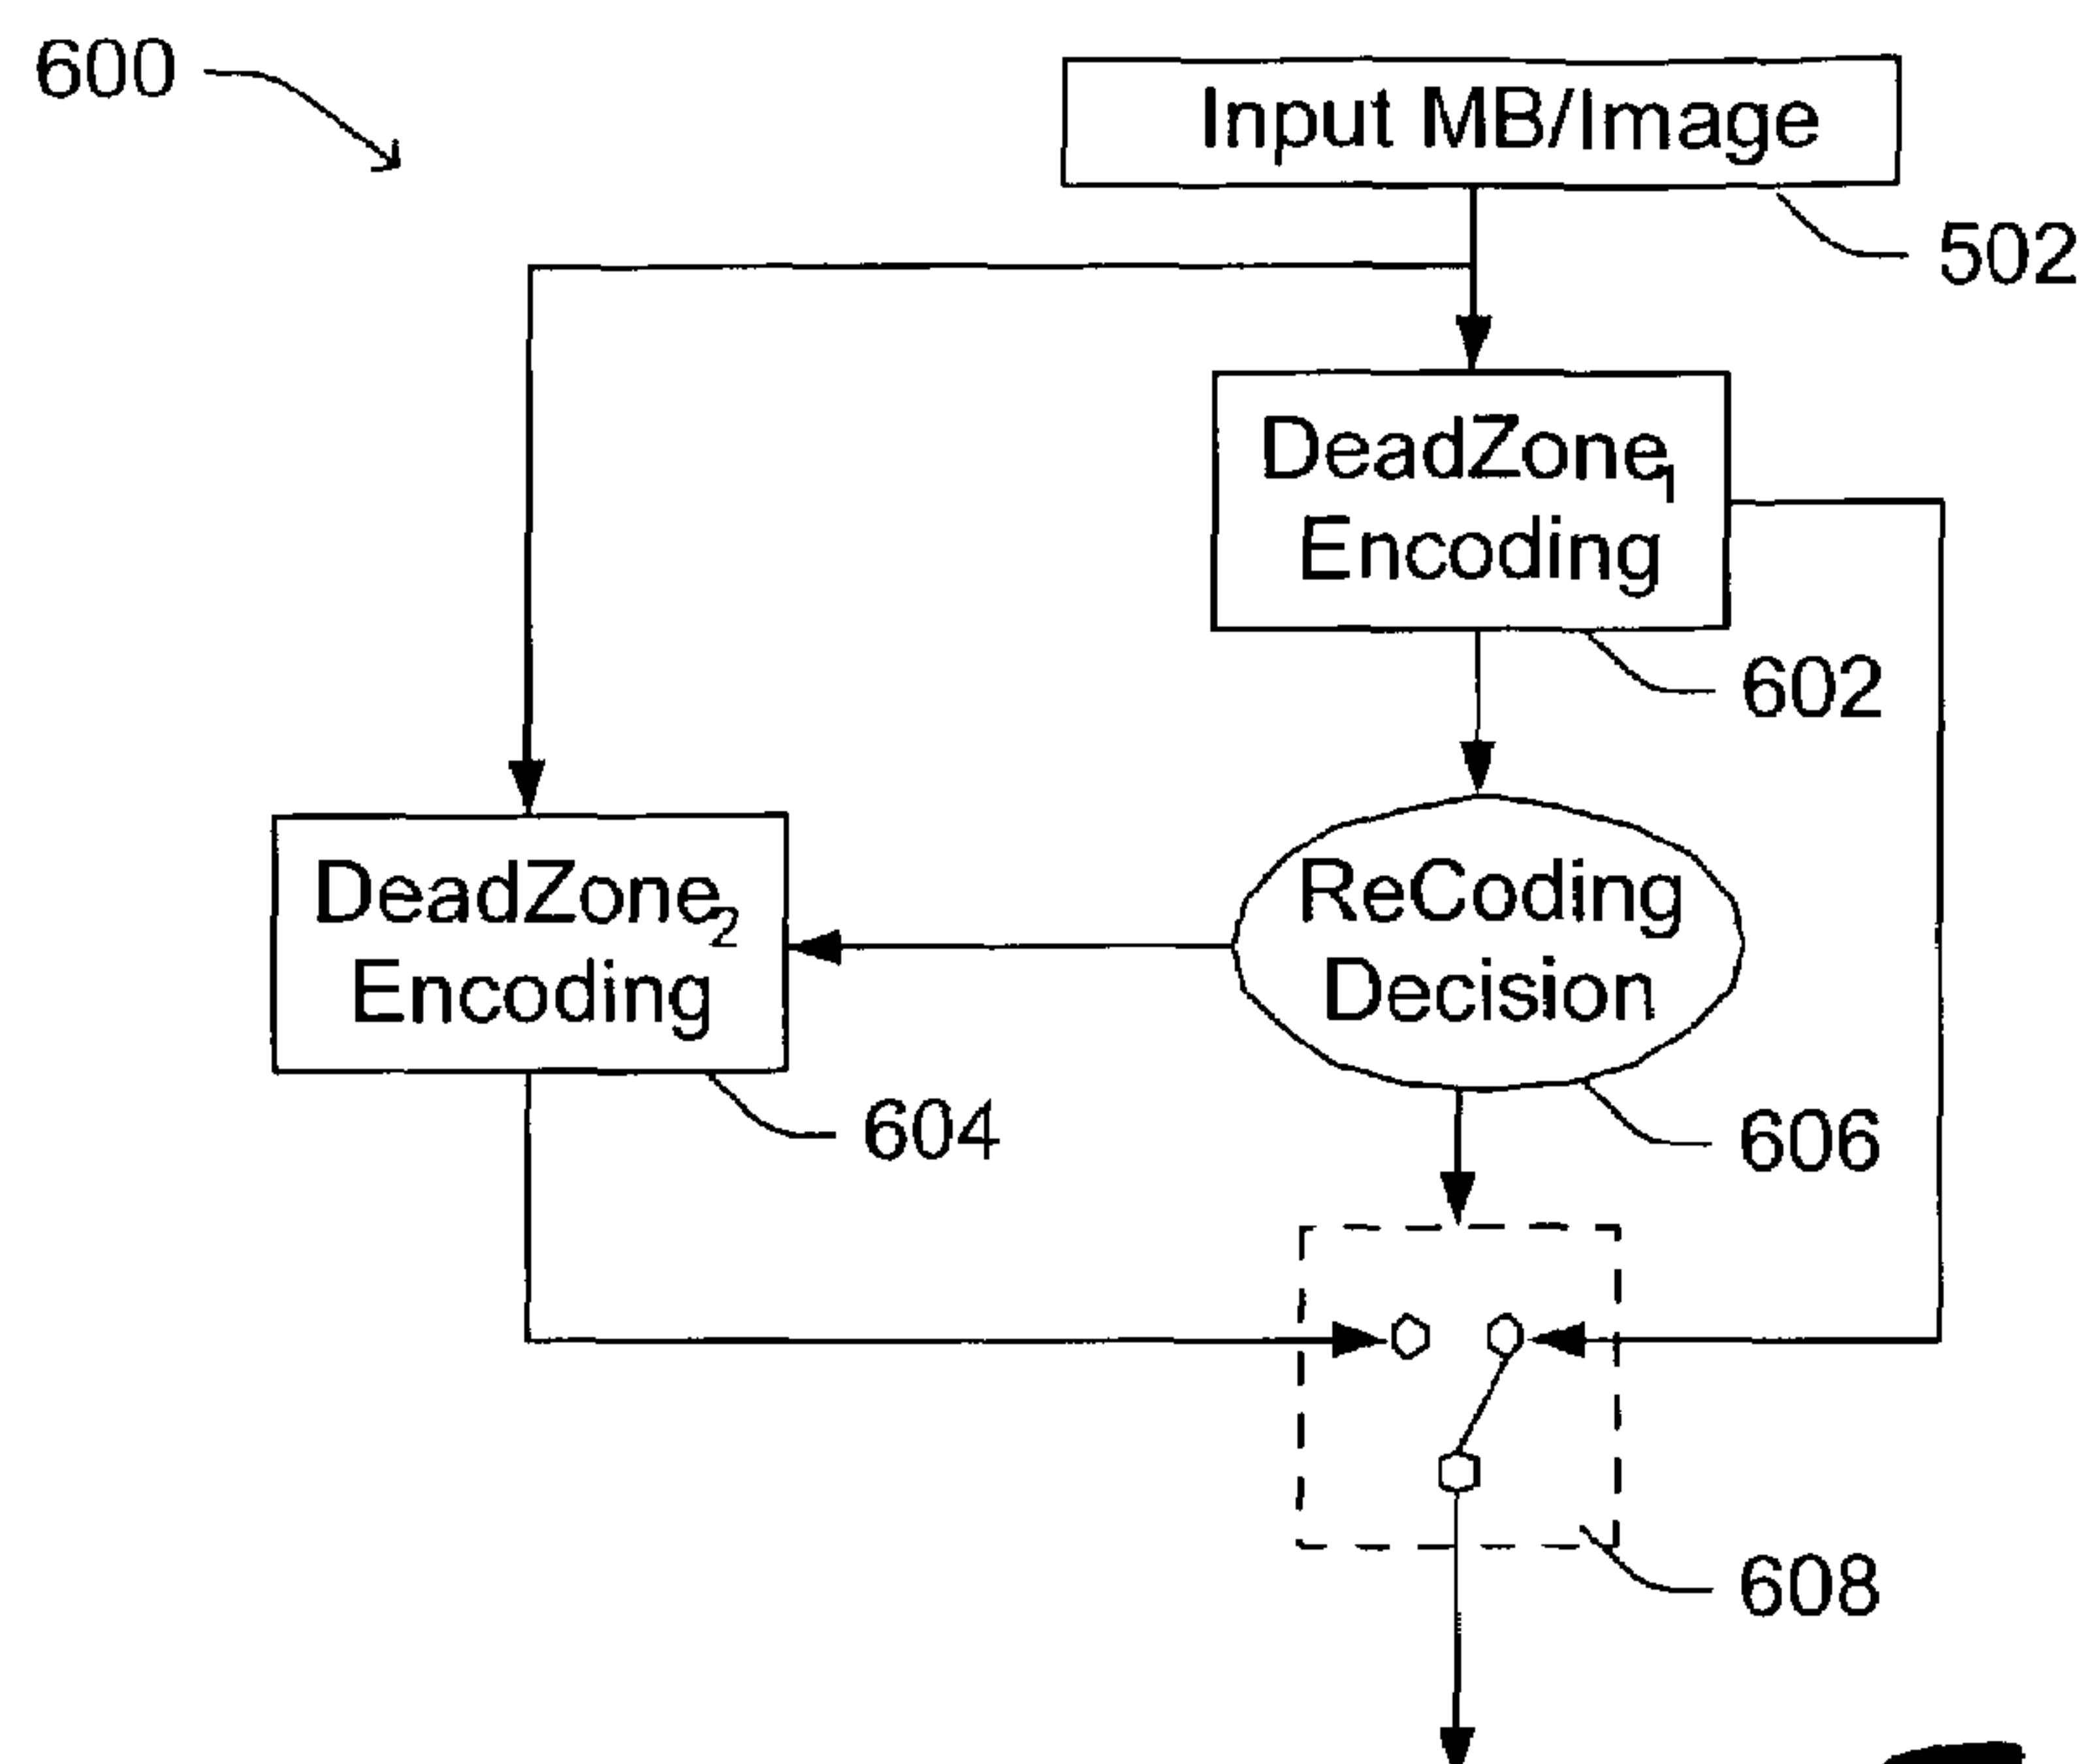 600
Input MB/Image
502
DeadZone1
Encoding
602
DeadZone2
Encoding
604
ReCoding
Decision
606
608